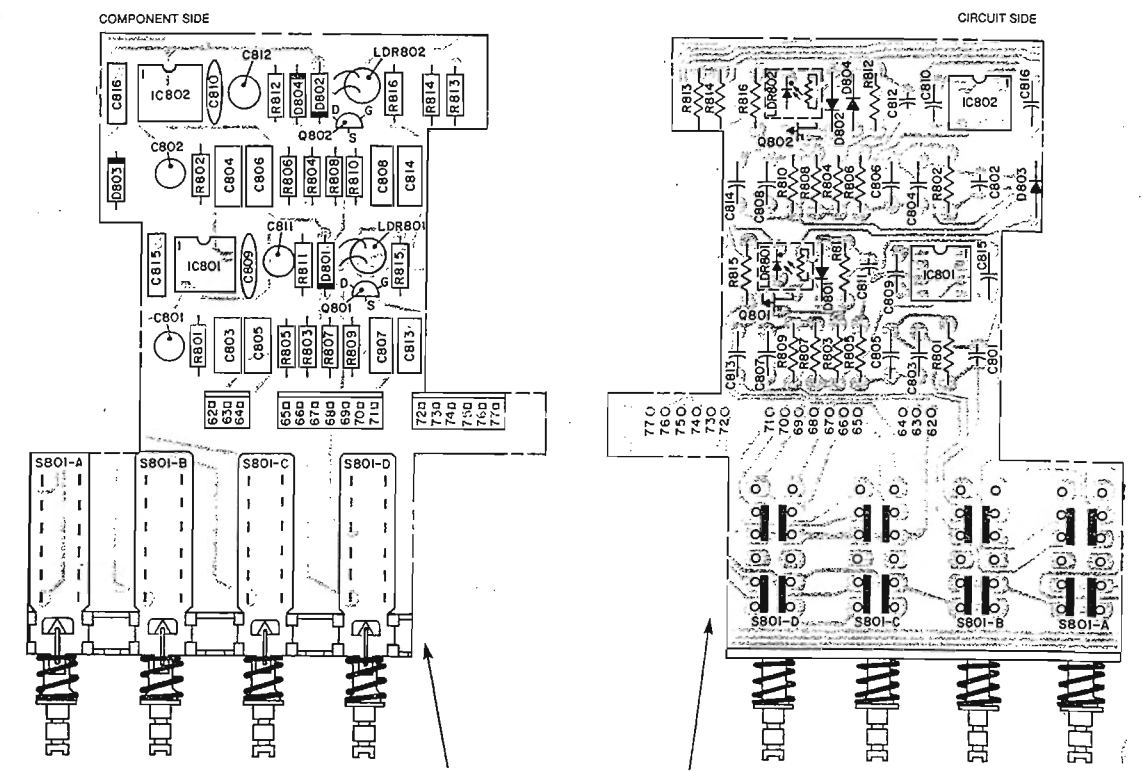 COMPONENT SIDE
C812
LDR802
C816
IC802
C810
R812
D804
D802
R816
R814
R813
D
G
S
Q802
C802
D803
R802
C804
C806
R806
R804
R808
R810
C808
C814
C811
LDR801
C815
IC801
C809
R811
D801
R815
D
G
S
Q801
C801
R801
C803
C805
R805
R803
R807
R809
C807
C813
62
63
64
65
66
67
68
69
70
71
72
73
74
75
76
77
S801-A
S801-B
S801-C
S801-D
CIRCUIT SIDE
R813
R814
R816
LDR802
D802
D804
R812
C812
C810
IC802
C816
Q802
C814
C808
R810
R808
C804
R806
C806
C804
R802
C802
D803
R815
LDR801
D801
R811
C811
C809
IC801
C815
Q801
C813
C807
R809
R807
R803
R805
C805
C803
R801
C801
77
76
75
74
73
72
71
70
69
68
67
66
65
64
63
62
S801-D
S801-C
S801-B
S801-A